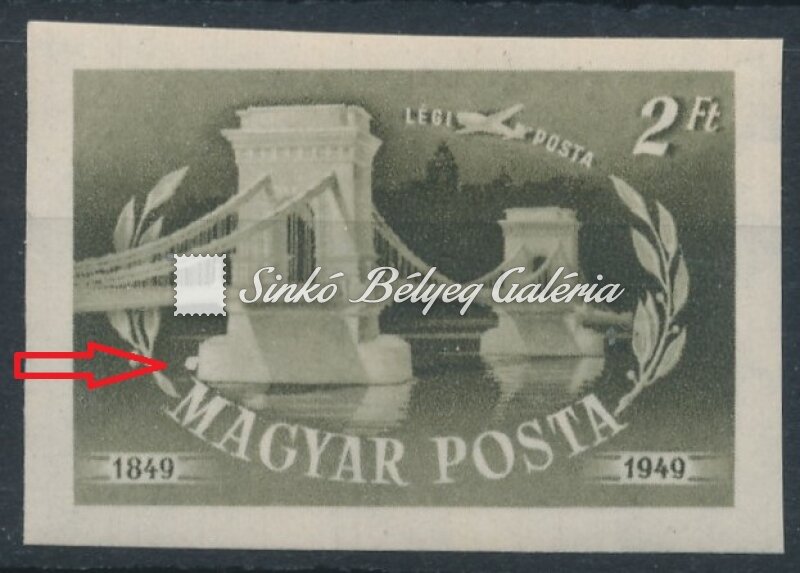 LÉGI POSTA
2 Ft
Sinkó Bélyeg Galéria
MAGYAR POSTA
1849
1949